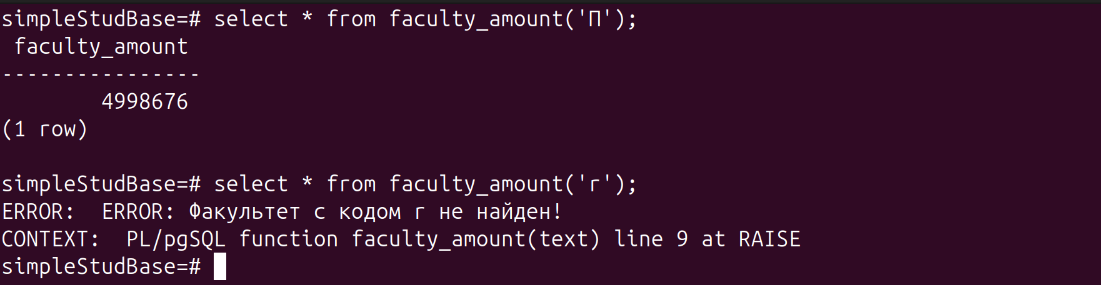 simpleStudBase=# select * from faculty_amount('П');
 faculty_amount
----------------
        4998676
(1 row)

simpleStudBase=# select * from faculty_amount('г');
ERROR:  ERROR: Факультет с кодом г не найден!
CONTEXT:  PL/pgSQL function faculty_amount(text) line 9 at RAISE
simpleStudBase=#